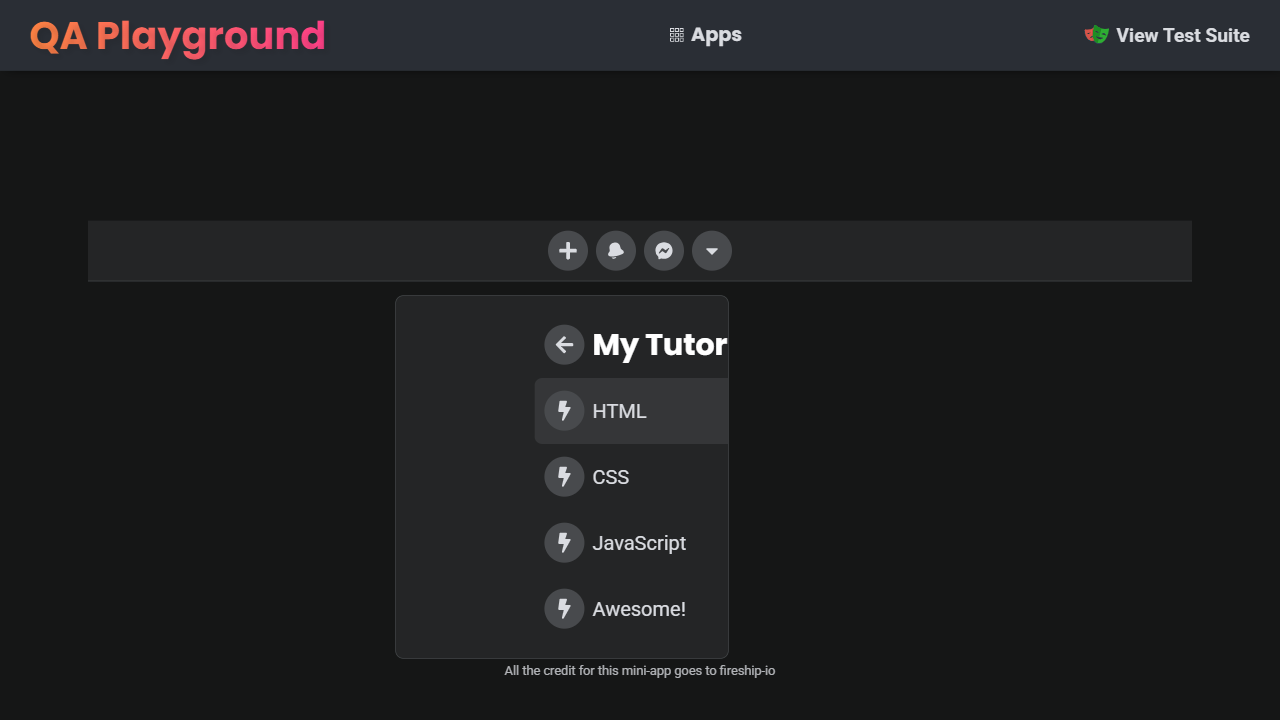 QA Playground
Apps
View Test Suite
My Tutor
HTML
CSS
JavaScript
Awesome!
All the credit for this mini-app goes to fireship-io